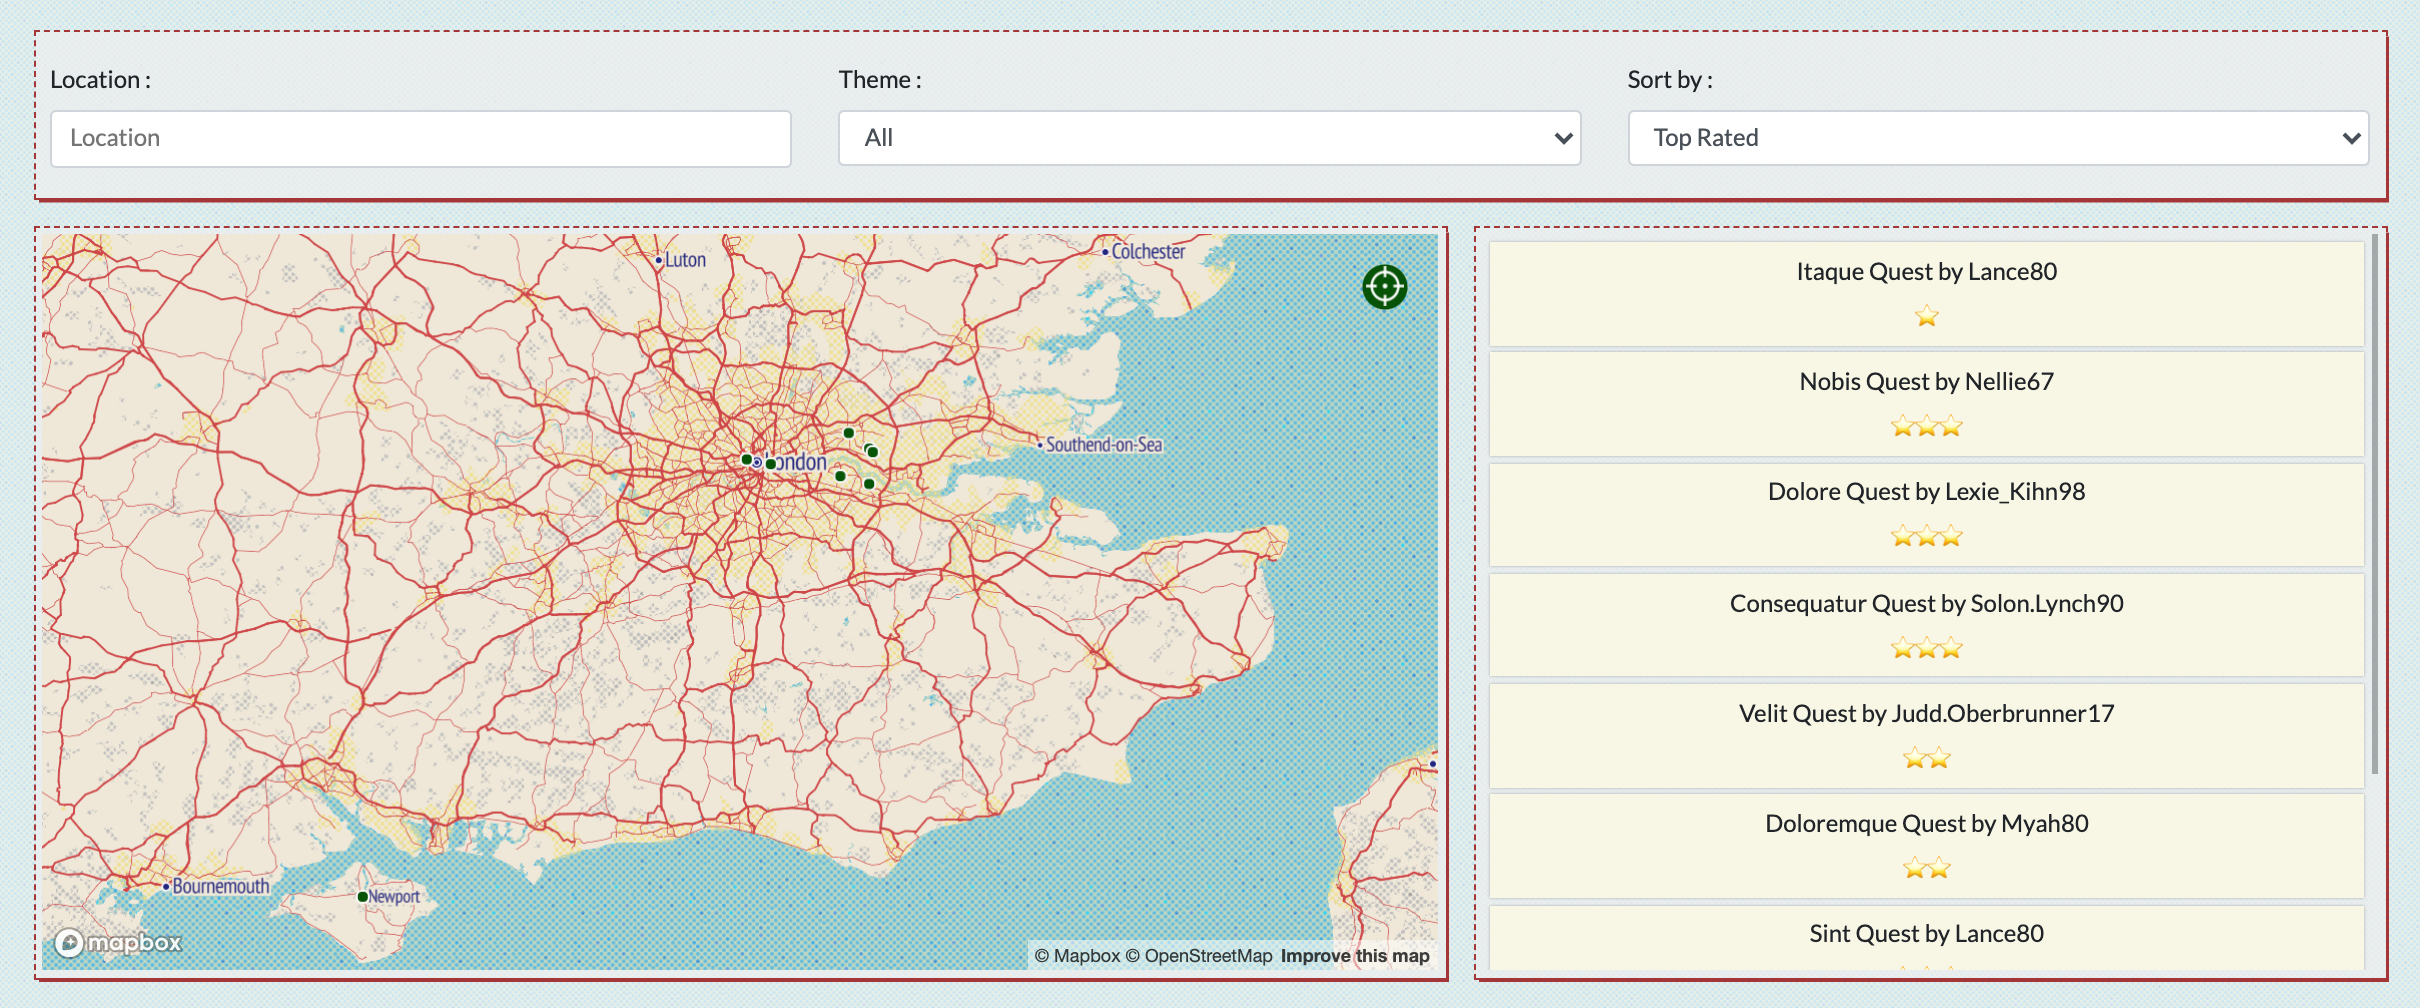 Location :
Theme :
Sort by :
Location
All
Top Rated
Luton
Colchester
Southend-on-Sea
London
Bournemouth
Newport
mapbox
© Mapbox © OpenStreetMap Improve this map
Itaque Quest by Lance80
Nobis Quest by Nellie67
Dolore Quest by Lexie_Kihn98
Consequatur Quest by Solon.Lynch90
Velit Quest by Judd.Oberbrunner17
Doloremque Quest by Myah80
Sint Quest by Lance80